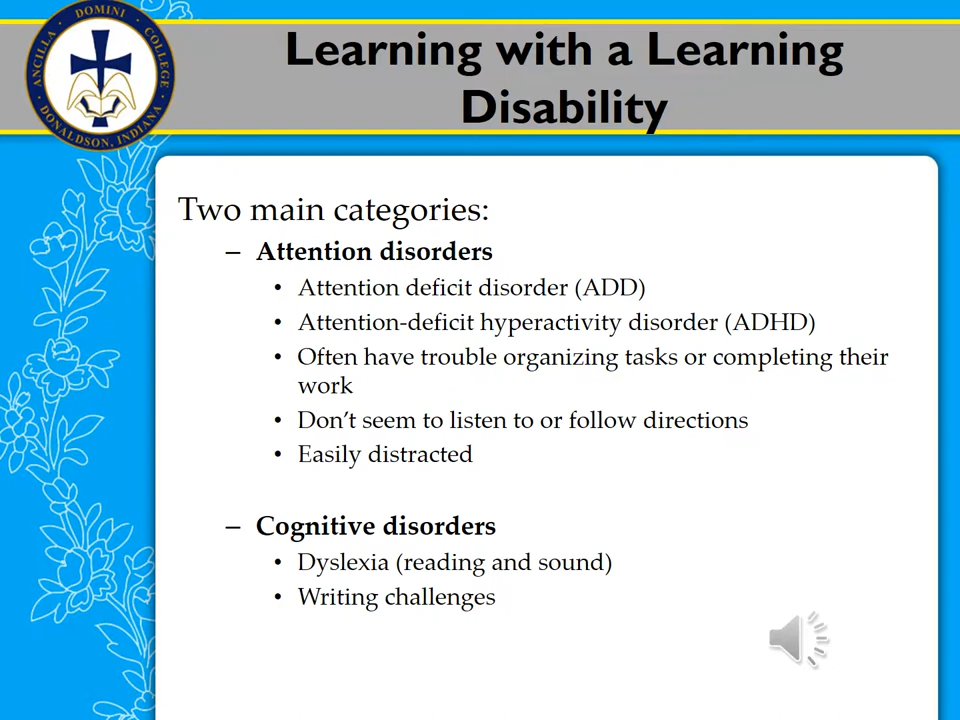 ANCILLA DOMINI COLLEGE
DONALDSON, INDIANA
Learning with a Learning
Disability
Two main categories:
– Attention disorders
• Attention deficit disorder (ADD)
• Attention-deficit hyperactivity disorder (ADHD)
• Often have trouble organizing tasks or completing their
work
• Don’t seem to listen to or follow directions
• Easily distracted
– Cognitive disorders
• Dyslexia (reading and sound)
• Writing challenges